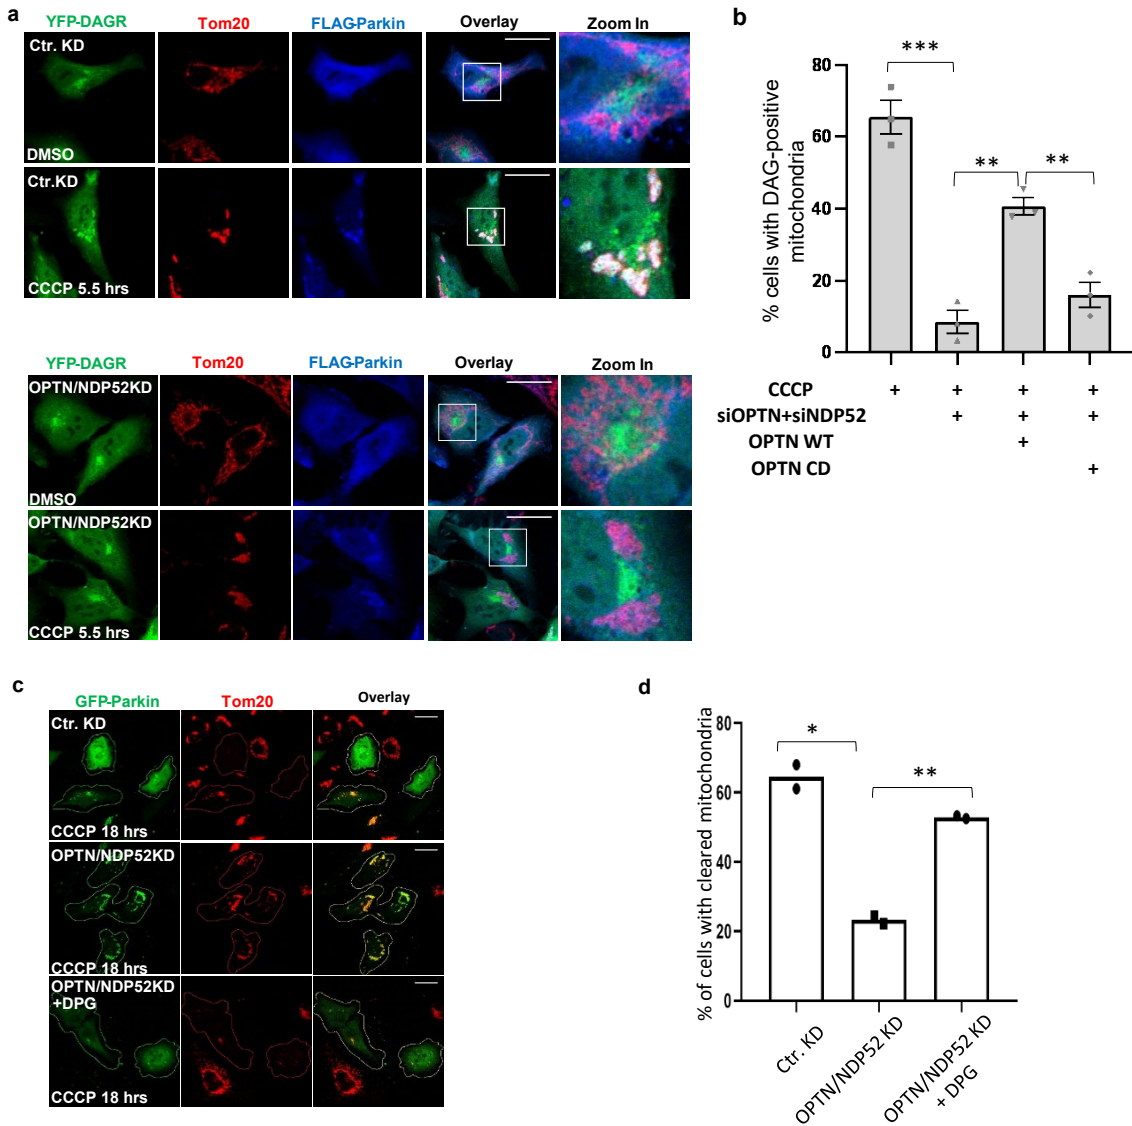 a
YFP-DAGR Tom20 FLAG-Parkin Overlay Zoom In
Ctr. KD
DMSO
Ctr.KD
CCCP 5.5 hrs
YFP-DAGR Tom20 FLAG-Parkin Overlay Zoom In
OPTN/NDP52KD
DMSO
OPTN/NDP52KD
CCCP 5.5 hrs
b
% cells with DAG-positive
mitochondria
80
60
40
20
0
***
**
**
CCCP + + + +
siOPTN+siNDP52 + + +
OPTN WT +
OPTN CD +
c
GFP-Parkin Tom20 Overlay
Ctr. KD
CCCP 18 hrs
OPTN/NDP52KD
CCCP 18 hrs
OPTN/NDP52KD
+DPG
CCCP 18 hrs
d
% of cells with cleared mitochondria
80
60
40
20
0
*
**
Ctr. KD
OPTN/NDP52 KD
OPTN/NDP52 KD
+ DPG